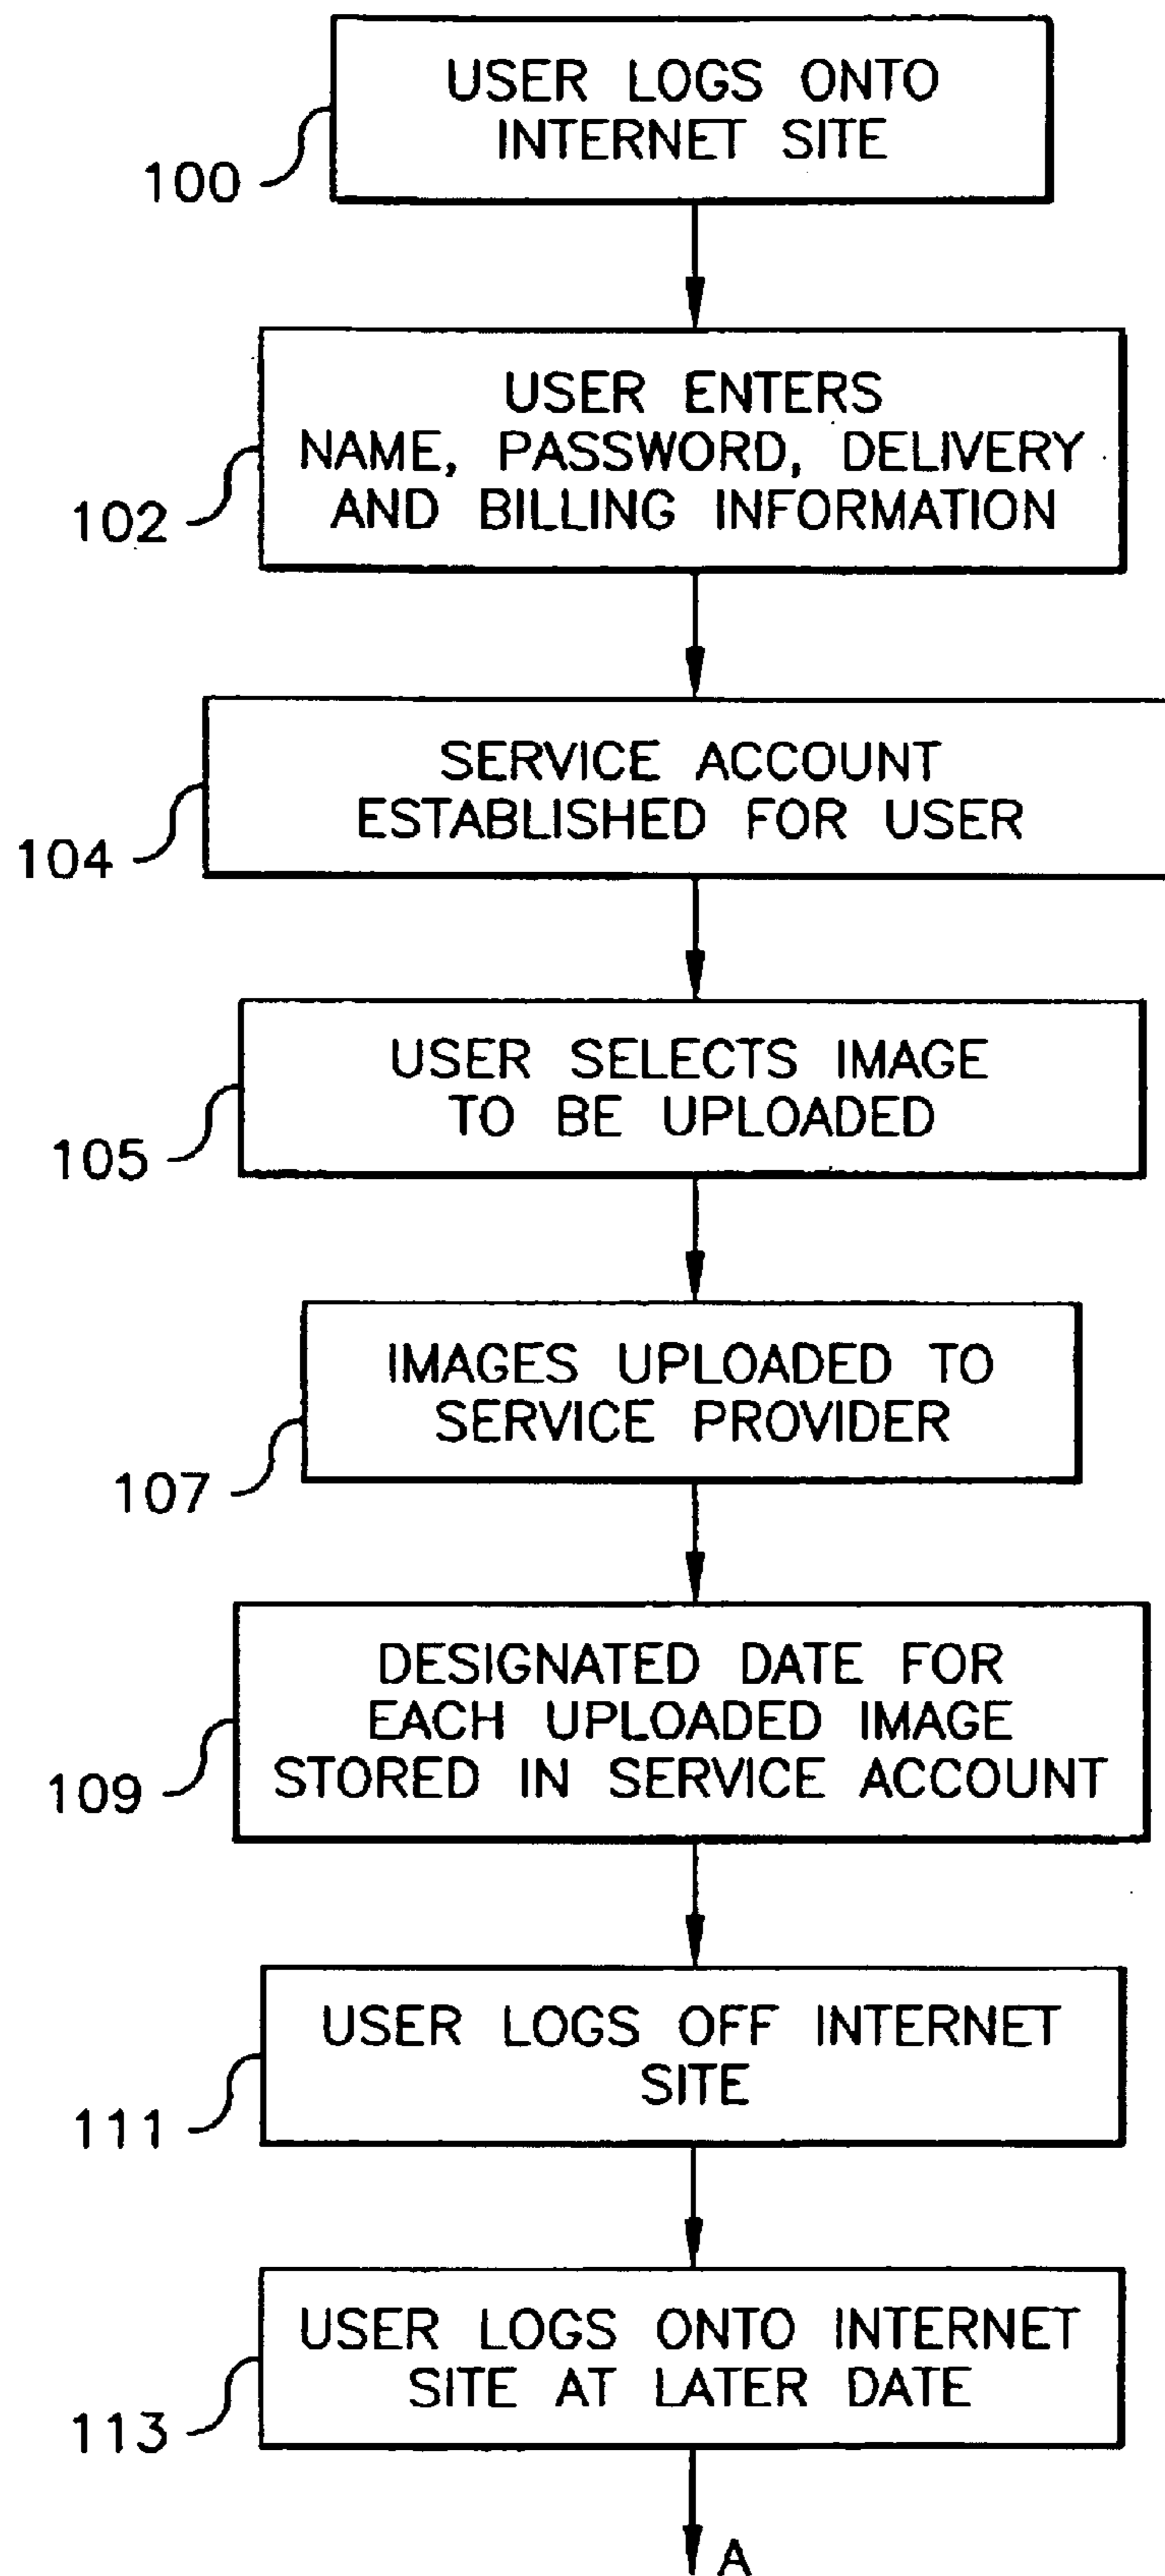 USER LOGS ONTO
INTERNET SITE
100
USER ENTERS
NAME, PASSWORD, DELIVERY
AND BILLING INFORMATION
102
SERVICE ACCOUNT
ESTABLISHED FOR USER
104
USER SELECTS IMAGE
TO BE UPLOADED
105
IMAGES UPLOADED TO
SERVICE PROVIDER
107
DESIGNATED DATE FOR
EACH UPLOADED IMAGE
STORED IN SERVICE ACCOUNT
109
USER LOGS OFF INTERNET
SITE
111
USER LOGS ONTO INTERNET
SITE AT LATER DATE
113
A